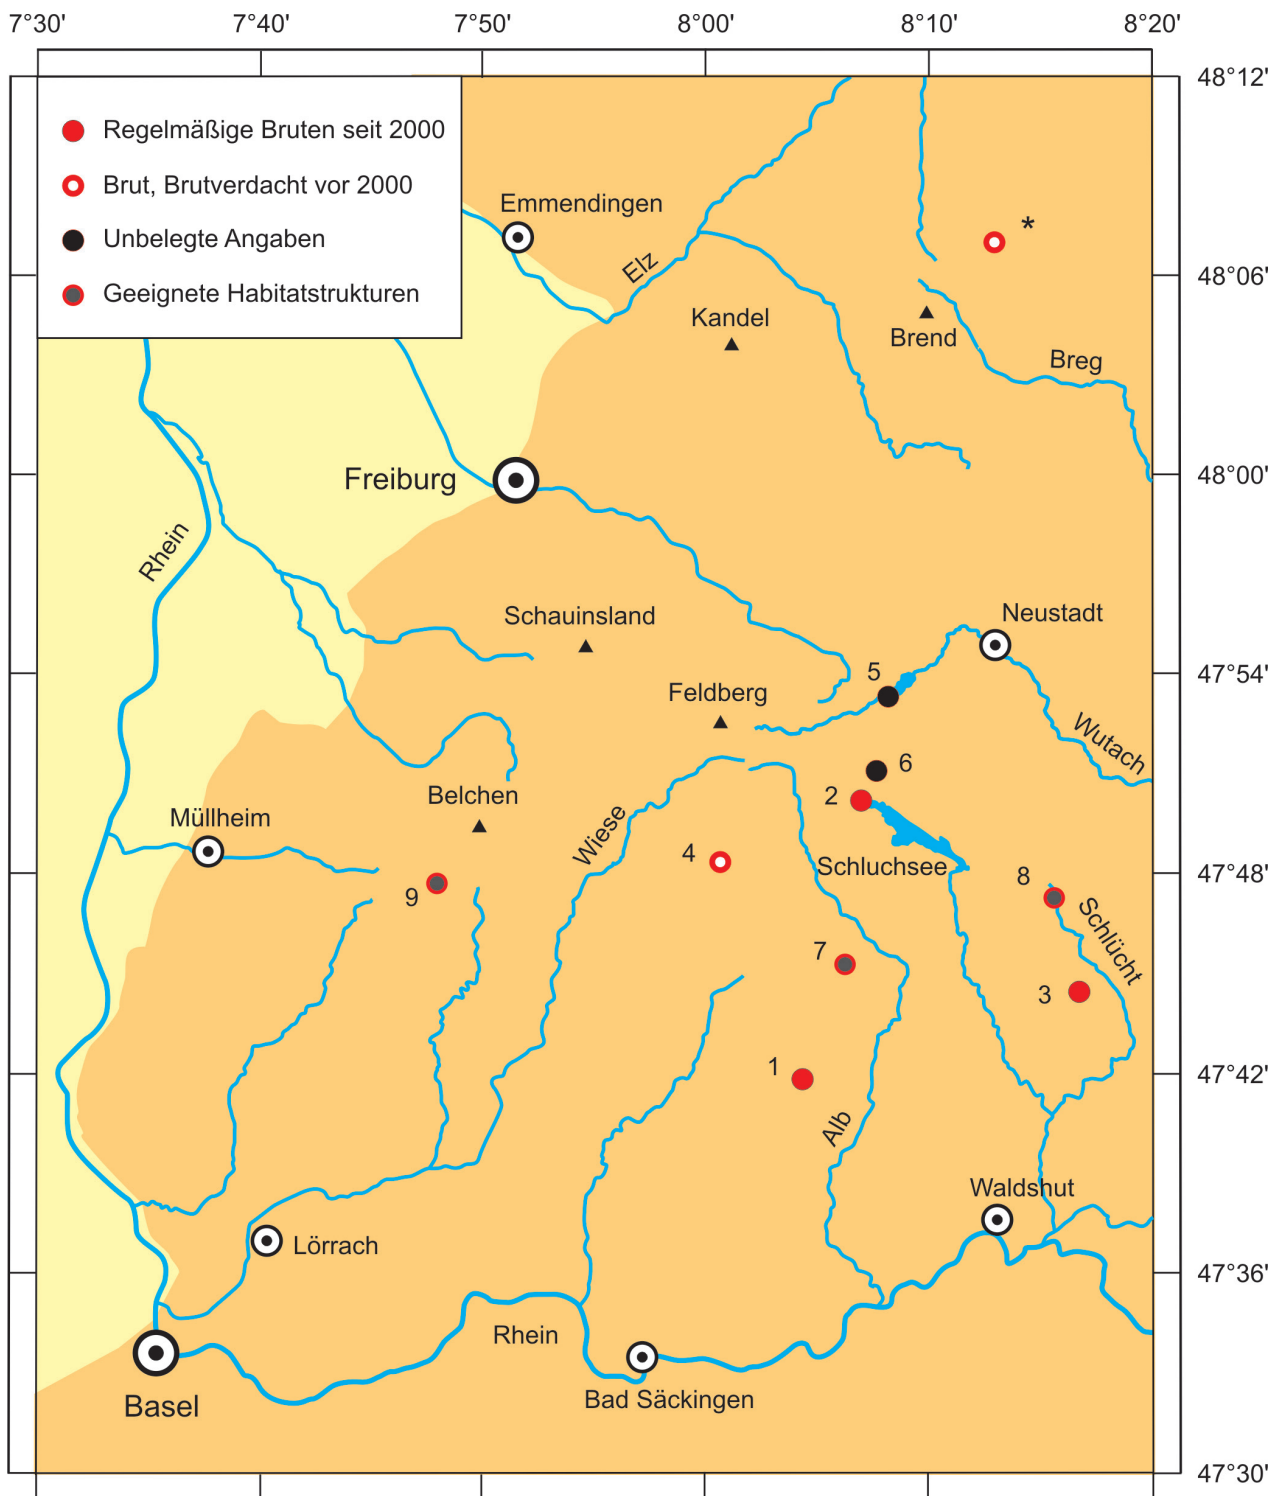 7°30'
7°40'
7°50'
8°00'
8°10'
8°20'
48°12'
Regelmäßige Bruten seit 2000
Brut, Brutverdacht vor 2000
Unbelegte Angaben
Geeignete Habitatstrukturen
Emmendingen
*
Elz
48°06'
Kandel
Brend
Breg
Freiburg
48°00'
Rhein
Schauinsland
Neustadt
Feldberg
5
47°54'
Wutach
6
Belchen
2
Müllheim
Wiese
4
Schluchsee
47°48'
9
8
Schlücht
7
3
1
47°42'
Alb
Waldshut
Lörrach
47°36'
Rhein
Basel
Bad Säckingen
47°30'